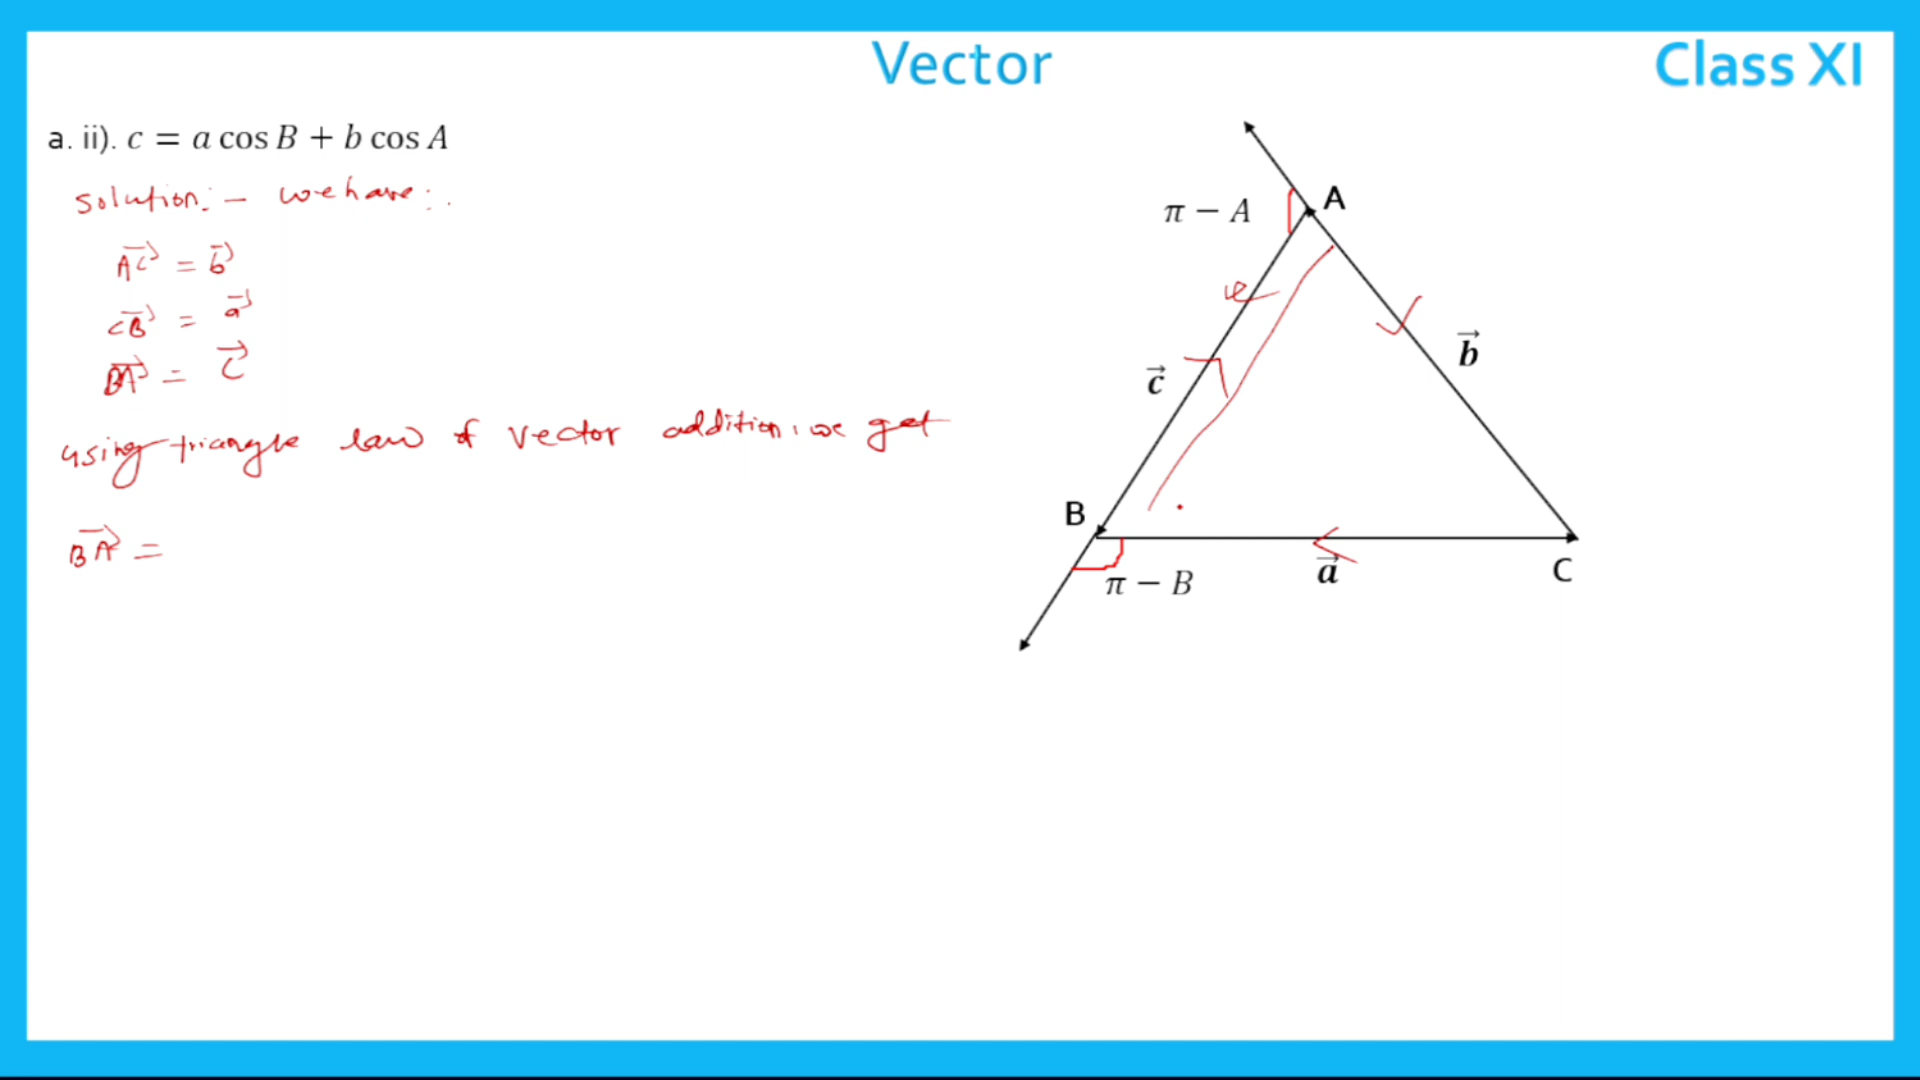 Vector
Class XI
a. ii). c = a cos B + b cos A
Solution:- we have:.
AC⃗ = b⃗
CB⃗ = a⃗
BA⃗ = c⃗
using triangle law of vector addition, we get
BA⃗ =
A
π − A
b⃗
c⃗
B
C
π − B
a⃗